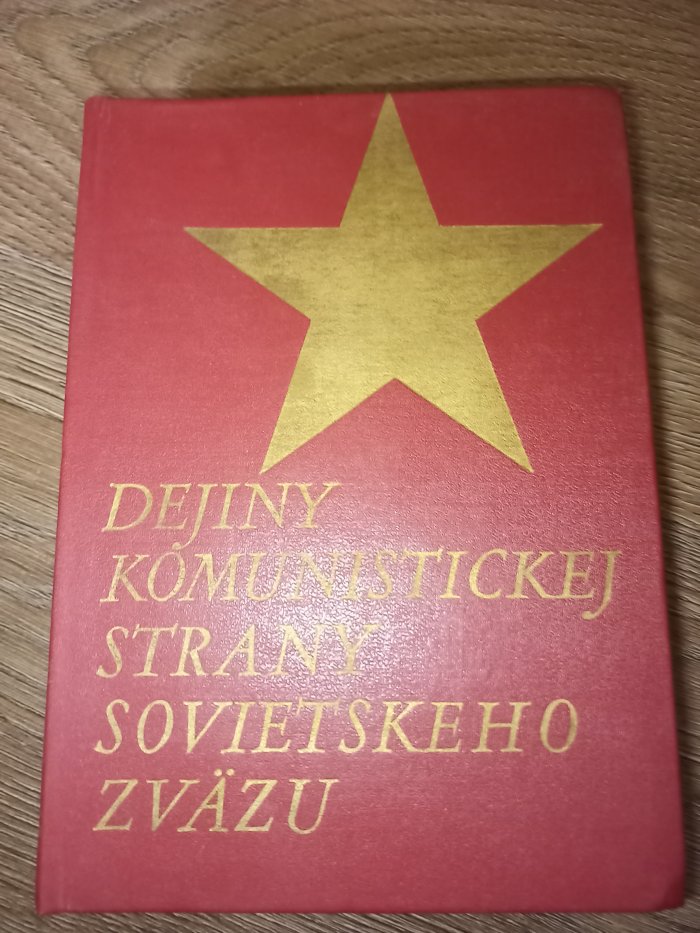 DEJINY
KOMUNISTICKEJ
STRANY
SOVIETSKEHO
ZVÄZU